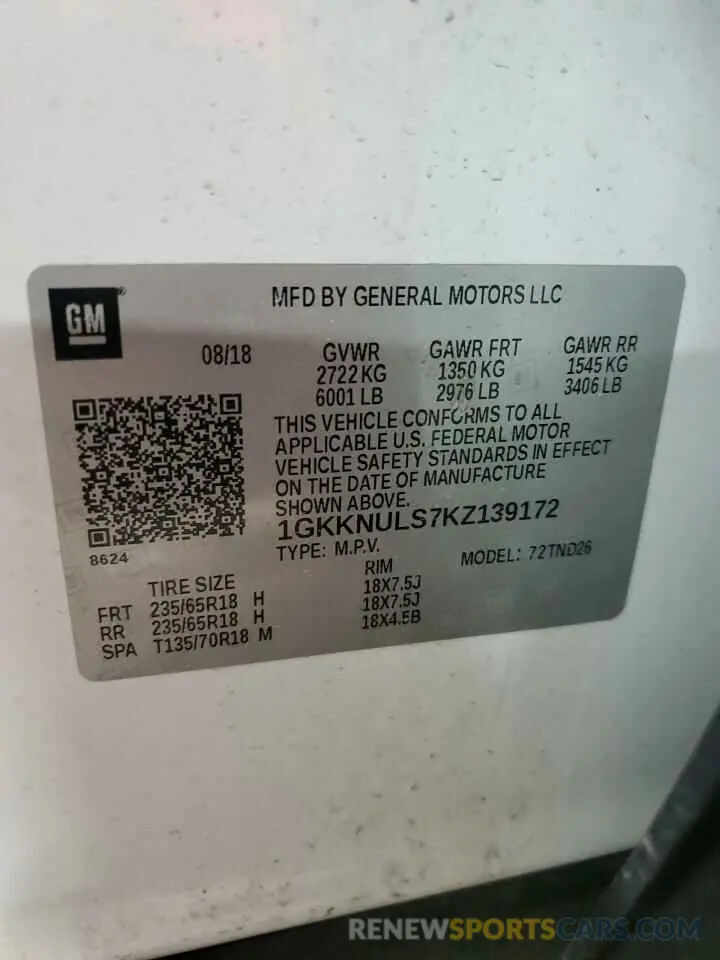 GM
MFD BY GENERAL MOTORS LLC
08/18 GVWR GAWR FRT GAWR RR
2722 KG 1350 KG 1545 KG
6001 LB 2976 LB 3406 LB
THIS VEHICLE CONFORMS TO ALL
APPLICABLE U.S. FEDERAL MOTOR
VEHICLE SAFETY STANDARDS IN EFFECT
ON THE DATE OF MANUFACTURE
SHOWN ABOVE.
1GKKNULS7KZ139172
8624
TYPE: M.P.V. MODEL: 72TND26
TIRE SIZE RIM
FRT 235/65R18 H 18X7.5J
RR 235/65R18 H 18X7.5J
SPA T135/70R18 M 18X4.5B
RENEWSPORTSCARS.COM